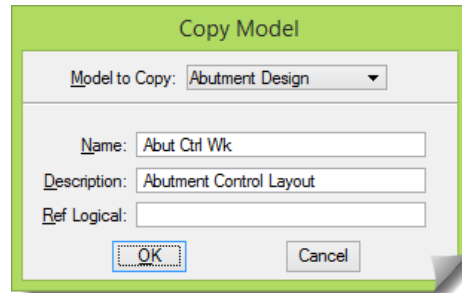 Copy Model
Model to Copy: Abutment Design
Name: Abut Ctrl Wk
Description: Abutment Control Layout
Ref Logical:
OK Cancel